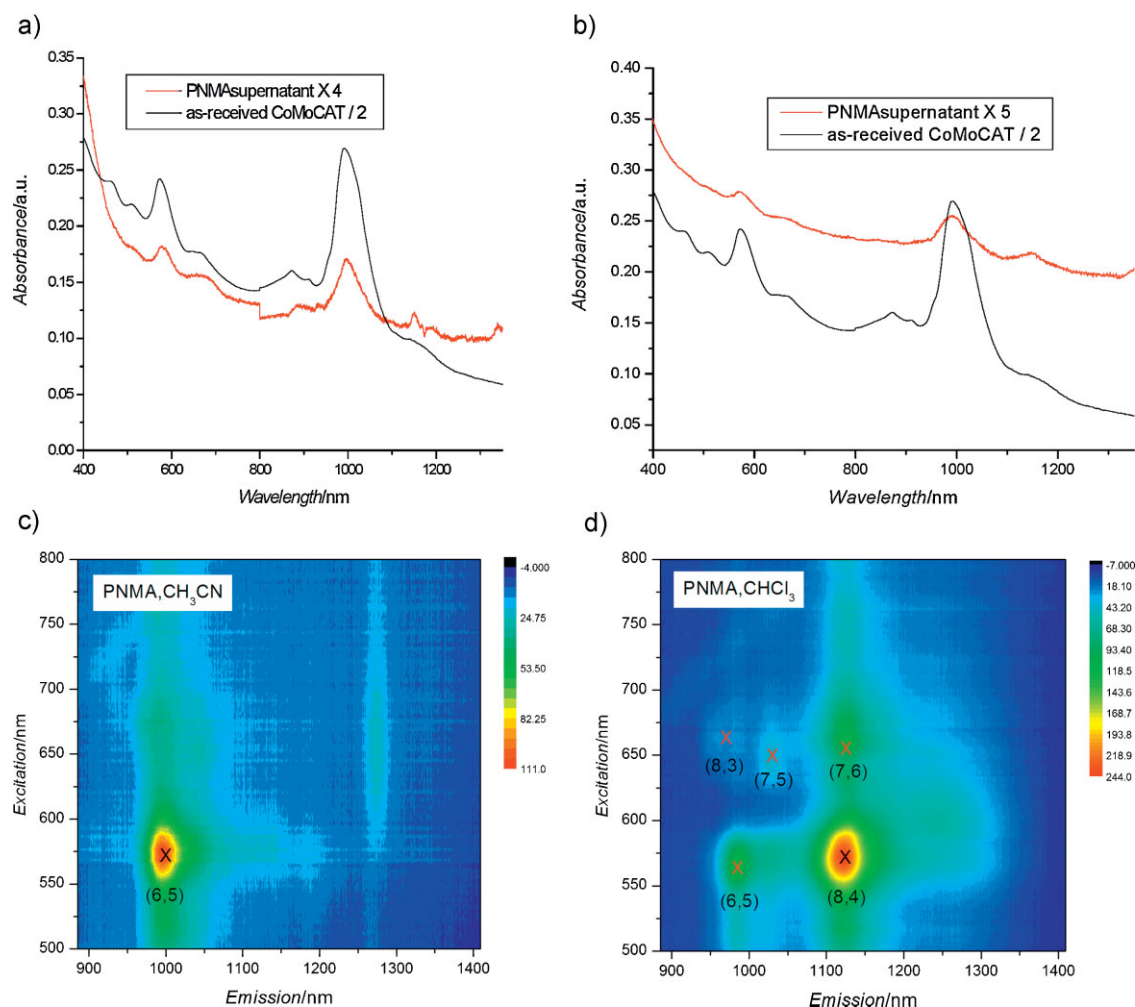 a)
0.35
0.30
0.25
0.20
0.15
0.10
0.05
0.00
Absorbance/a.u.
PNMAsupernatant X 4
as-received CoMoCAT / 2
400 600 800 1000 1200
Wavelength/nm
b)
0.40
0.35
0.30
0.25
0.20
0.15
0.10
0.05
Absorbance/a.u.
PNMAsupernatant X 5
as-received CoMoCAT / 2
400 600 800 1000 1200
Wavelength/nm
c)
800
750
700
650
600
550
500
Excitation/nm
PNMA,CH3CN
X
(6,5)
900 1000 1100 1200 1300 1400
Emission/nm
-4.000
24.75
53.50
82.25
111.0
d)
800
750
700
650
600
550
500
Excitation/nm
PNMA,CHCl3
X X X
(8,3) (7,5) (7,6)
X X
(6,5) (8,4)
900 1000 1100 1200 1300 1400
Emission/nm
-7.000
18.10
43.20
68.30
93.40
118.5
143.6
168.7
193.8
218.9
244.0